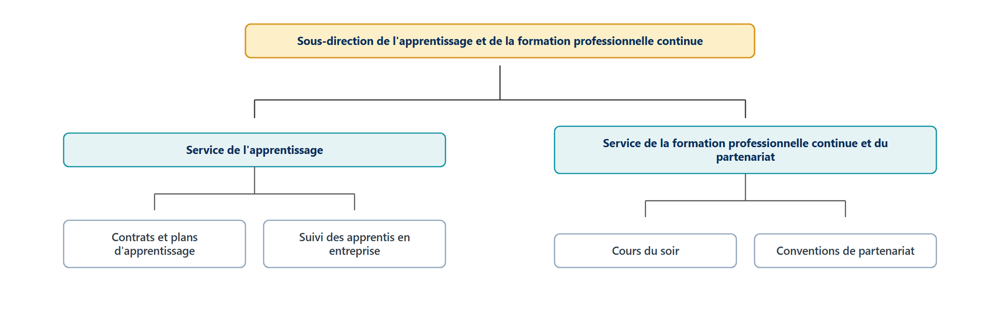 Sous-direction de l'apprentissage et de la formation professionnelle continue
Service de l'apprentissage
Service de la formation professionnelle continue et du
partenariat
Contrats et plans
d'apprentissage
Suivi des apprentis en
entreprise
Cours du soir
Conventions de partenariat